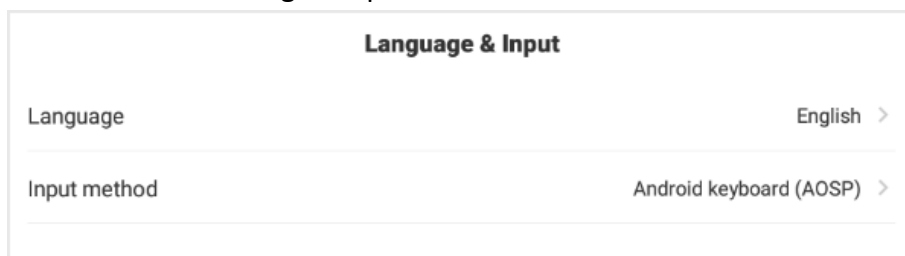 Language & Input
Language English
Input method Android keyboard (AOSP)